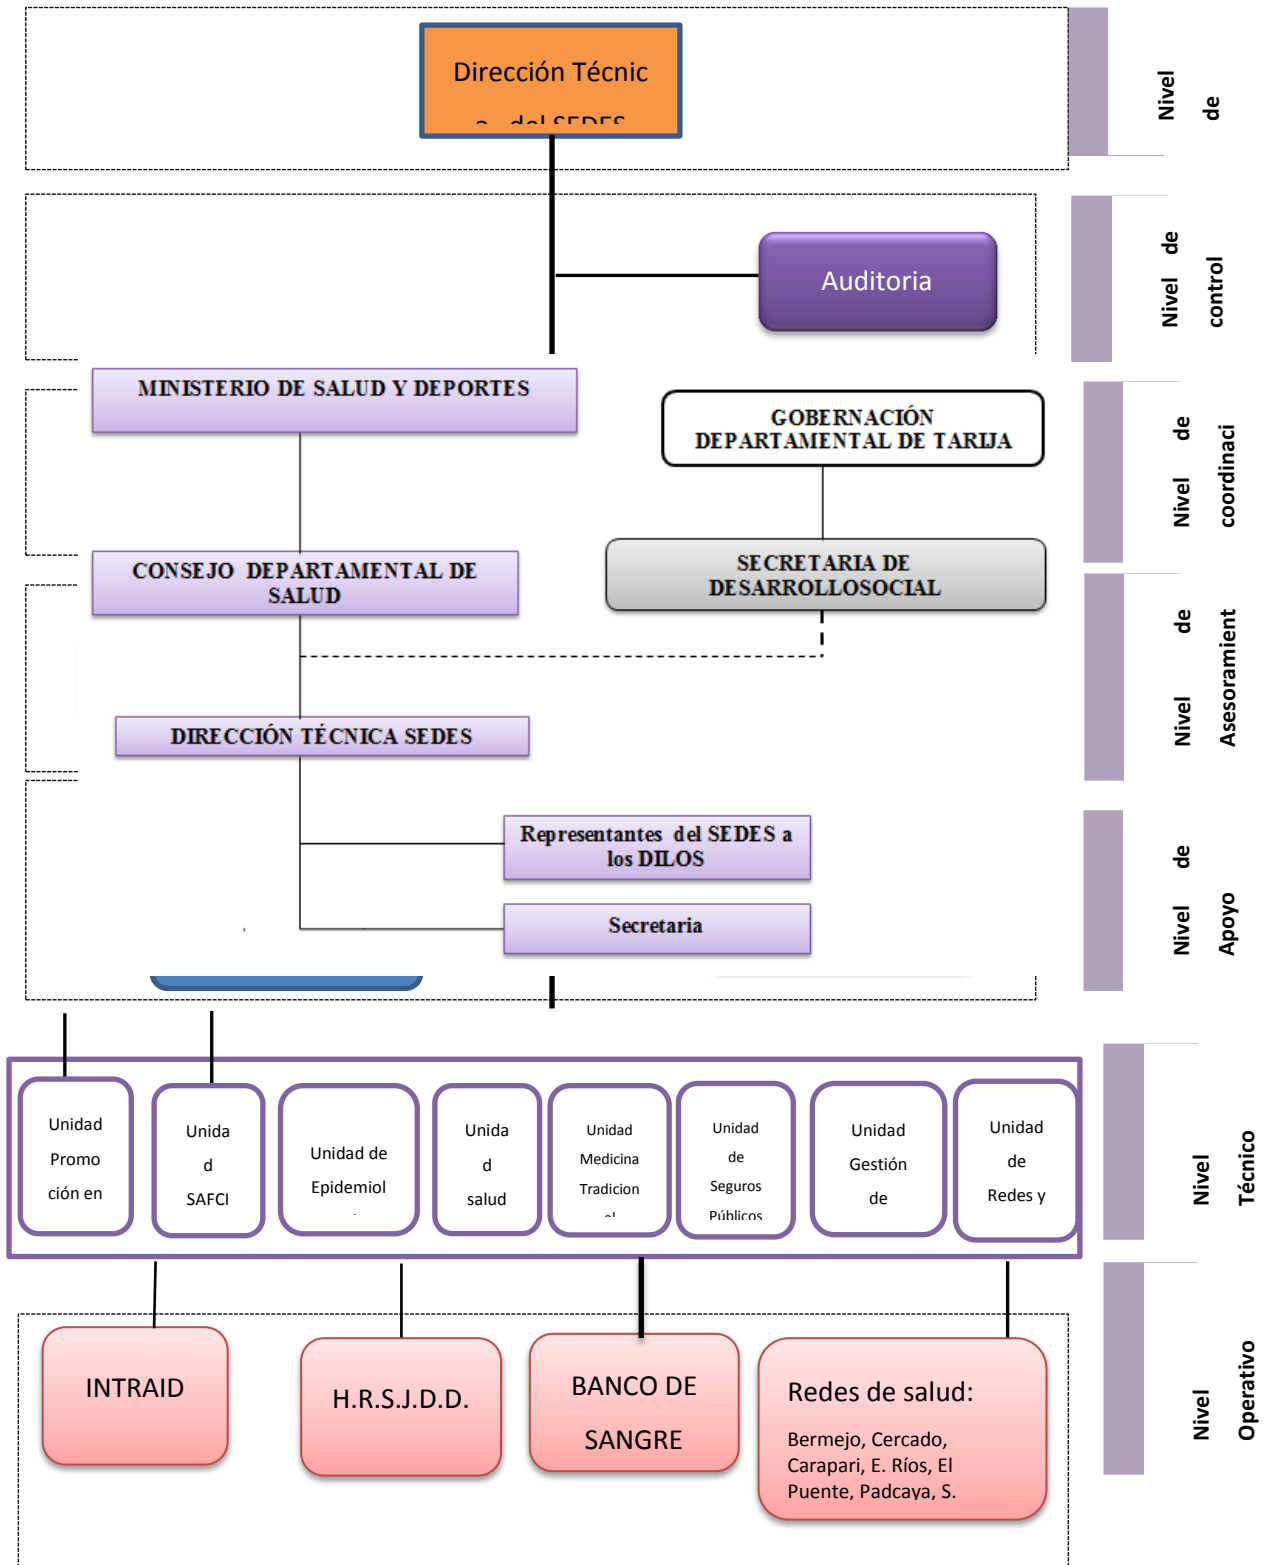 Dirección Técnic
a del SEDES
Nivel
de
Auditoria
Nivel de
control
MINISTERIO DE SALUD Y DEPORTES
GOBERNACIÓN
DEPARTAMENTAL DE TARIJA
Nivel de
coordinaci
CONSEJO DEPARTAMENTAL DE
SALUD
SECRETARIA DE
DESARROLLOSOCIAL
Nivel de
Asesoramient
DIRECCIÓN TÉCNICA SEDES
Representantes del SEDES a
los DILOS
Secretaria
Nivel de
Apoyo
Unidad
Promo
ción en
Unida
d
SAFCI
Unidad de
Epidemiol
Unida
d
salud
Unidad
Medicina
Tradicion
al
Unidad
de
Seguros
Públicos
Unidad
Gestión
de
Unidad
de
Redes y
Nivel
Técnico
INTRAID
H.R.S.J.D.D.
BANCO DE
SANGRE
Redes de salud:
Bermejo, Cercado,
Carapari, E. Ríos, El
Puente, Padcaya, S.
Nivel
Operativo